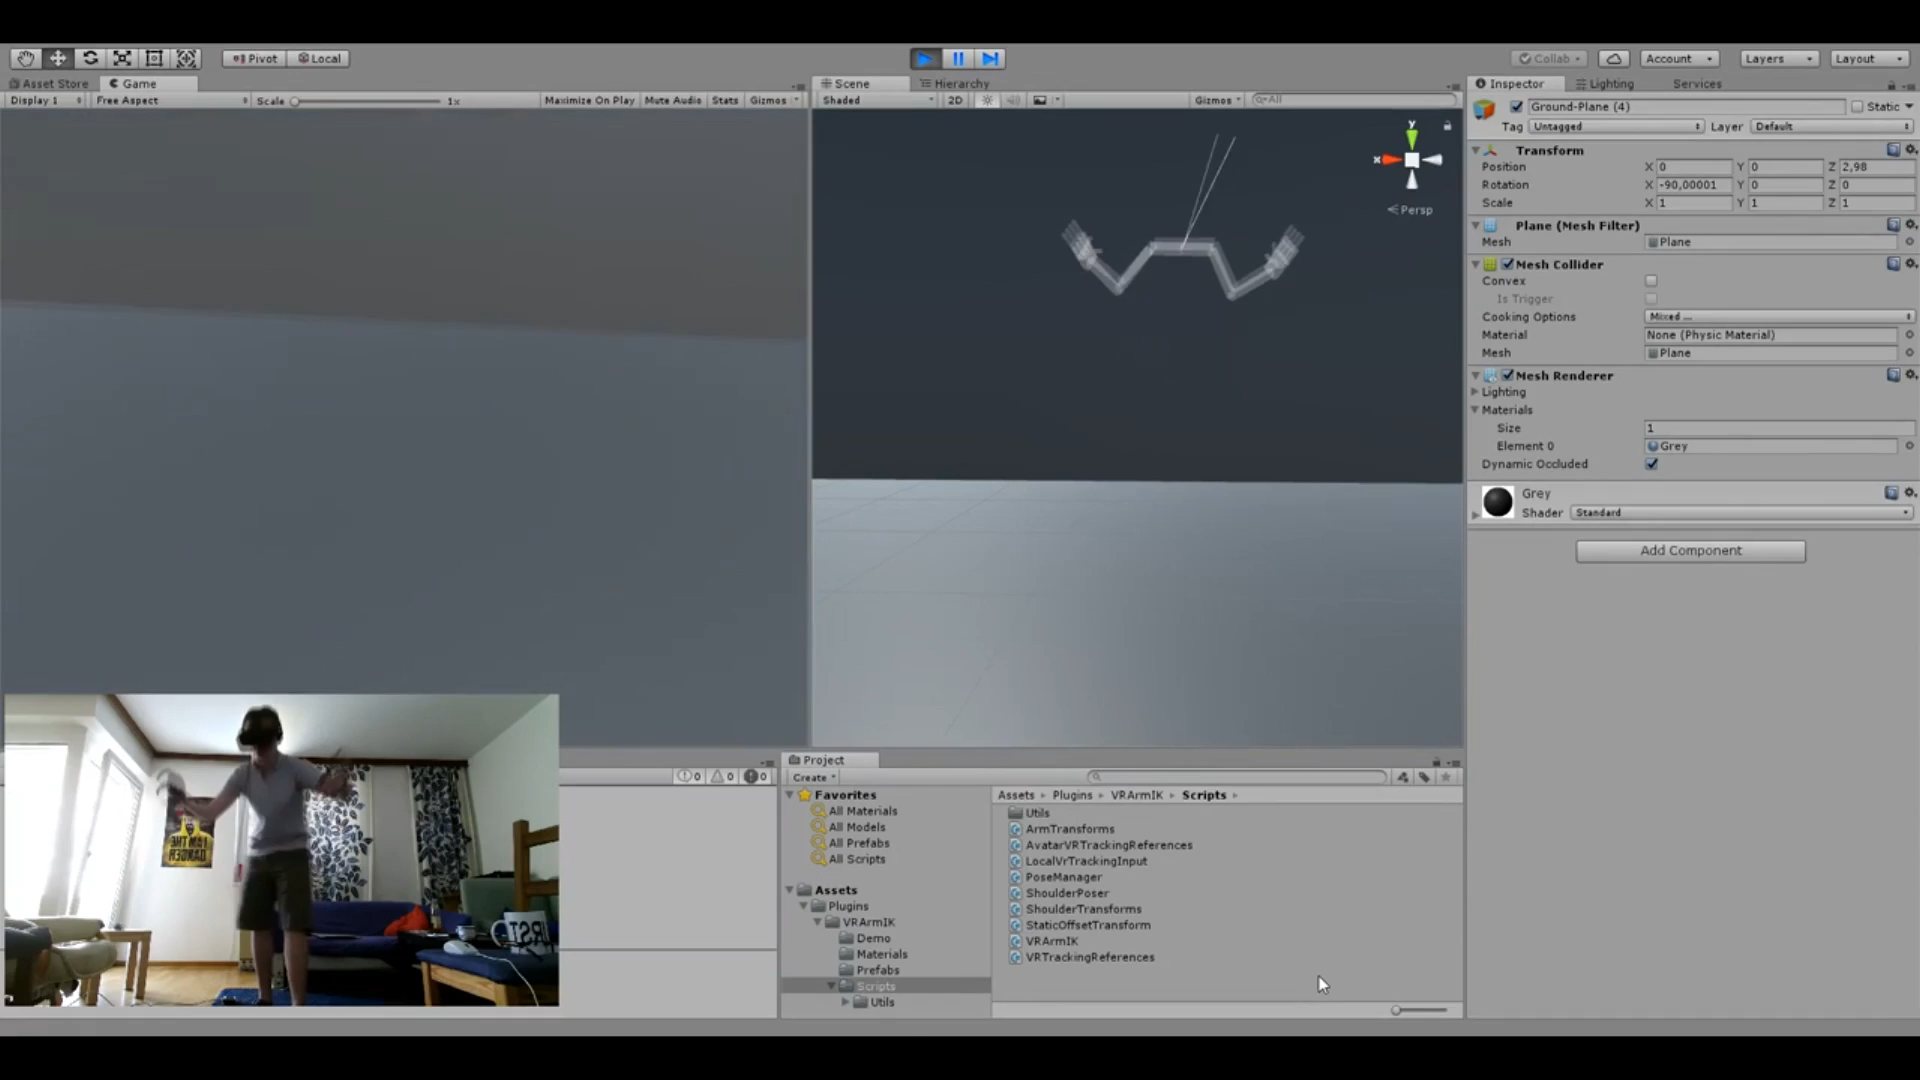 Pivot Local
Collab Account Layers Layout
Asset Store Game
Scene Hierarchy
Inspector Lighting Services
Display 1 Free Aspect Scale 1x Maximize On Play Mute Audio Stats Gizmos
Shaded 2D Gizmos All
Ground-Plane (4) Static
Tag Untagged Layer Default
y
x
Persp
Transform
Position X 0 Y 0 Z 2,98
Rotation X -90,00001 Y 0 Z 0
Scale X 1 Y 1 Z 1
Plane (Mesh Filter)
Mesh Plane
Mesh Collider
Convex
Is Trigger
Cooking Options Mixed ...
Material None (Physic Material)
Mesh Plane
Mesh Renderer
Lighting
Materials
Size 1
Element 0 Grey
Dynamic Occluded
Grey
Shader Standard
Add Component
0 0 0
Project
Create
Favorites
All Materials
All Models
All Prefabs
All Scripts
Assets
Plugins
VRArmIK
Demo
Materials
Prefabs
Scripts
Utils
Assets Plugins VRArmIK Scripts
Utils
ArmTransforms
AvatarVRTrackingReferences
LocalVrTrackingInput
PoseManager
ShoulderPoser
ShoulderTransforms
StaticOffsetTransform
VRArmIK
VRTrackingReferences
I AM THE
DANGER